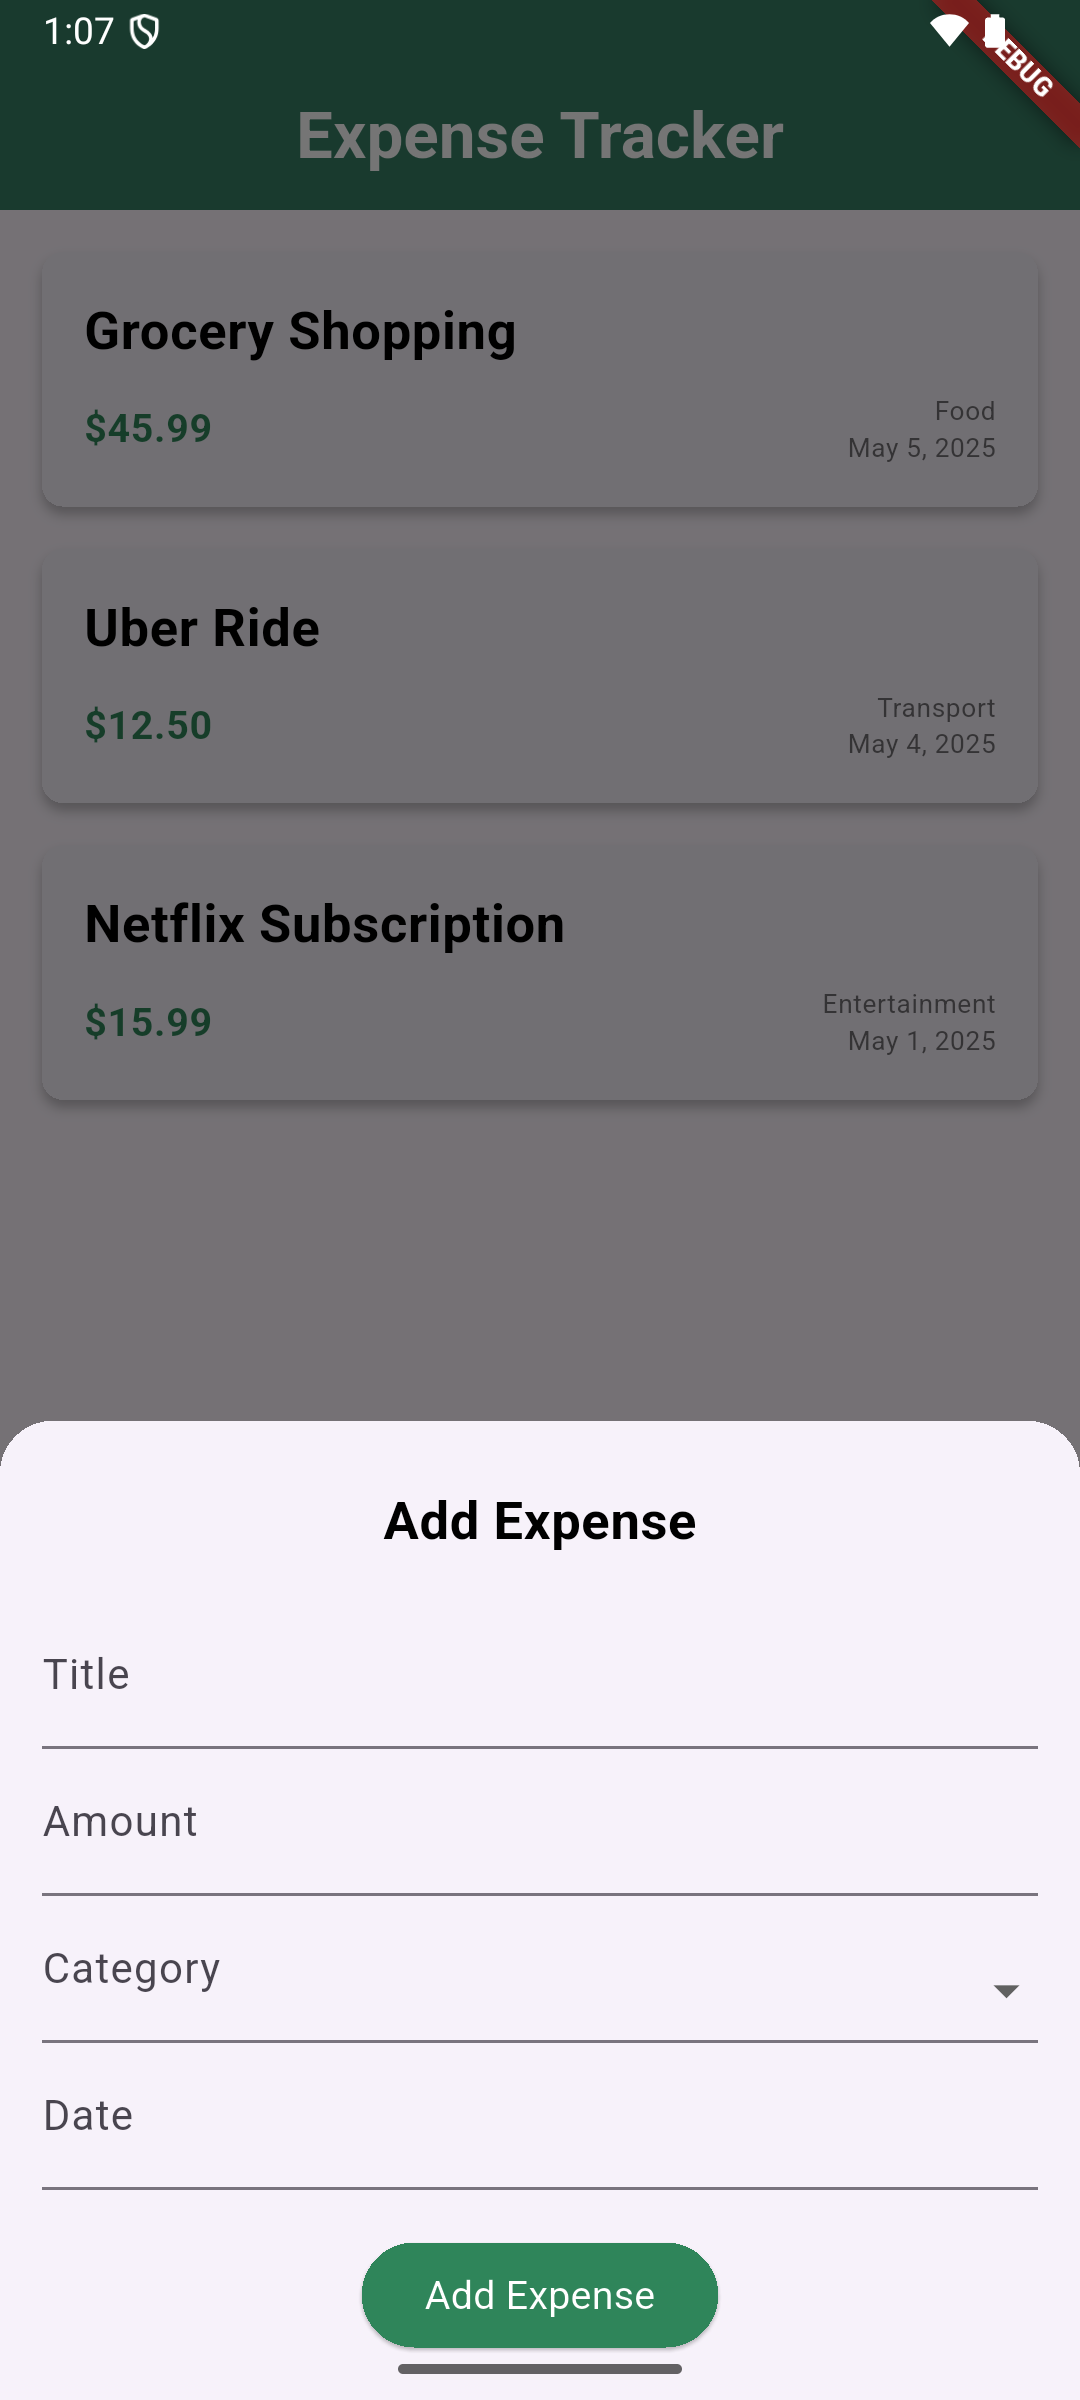 1:07
EBUG
Expense Tracker
Grocery Shopping
$45.99
Food
May 5, 2025
Uber Ride
$12.50
Transport
May 4, 2025
Netflix Subscription
$15.99
Entertainment
May 1, 2025
Add Expense
Title
Amount
Category
Date
Add Expense